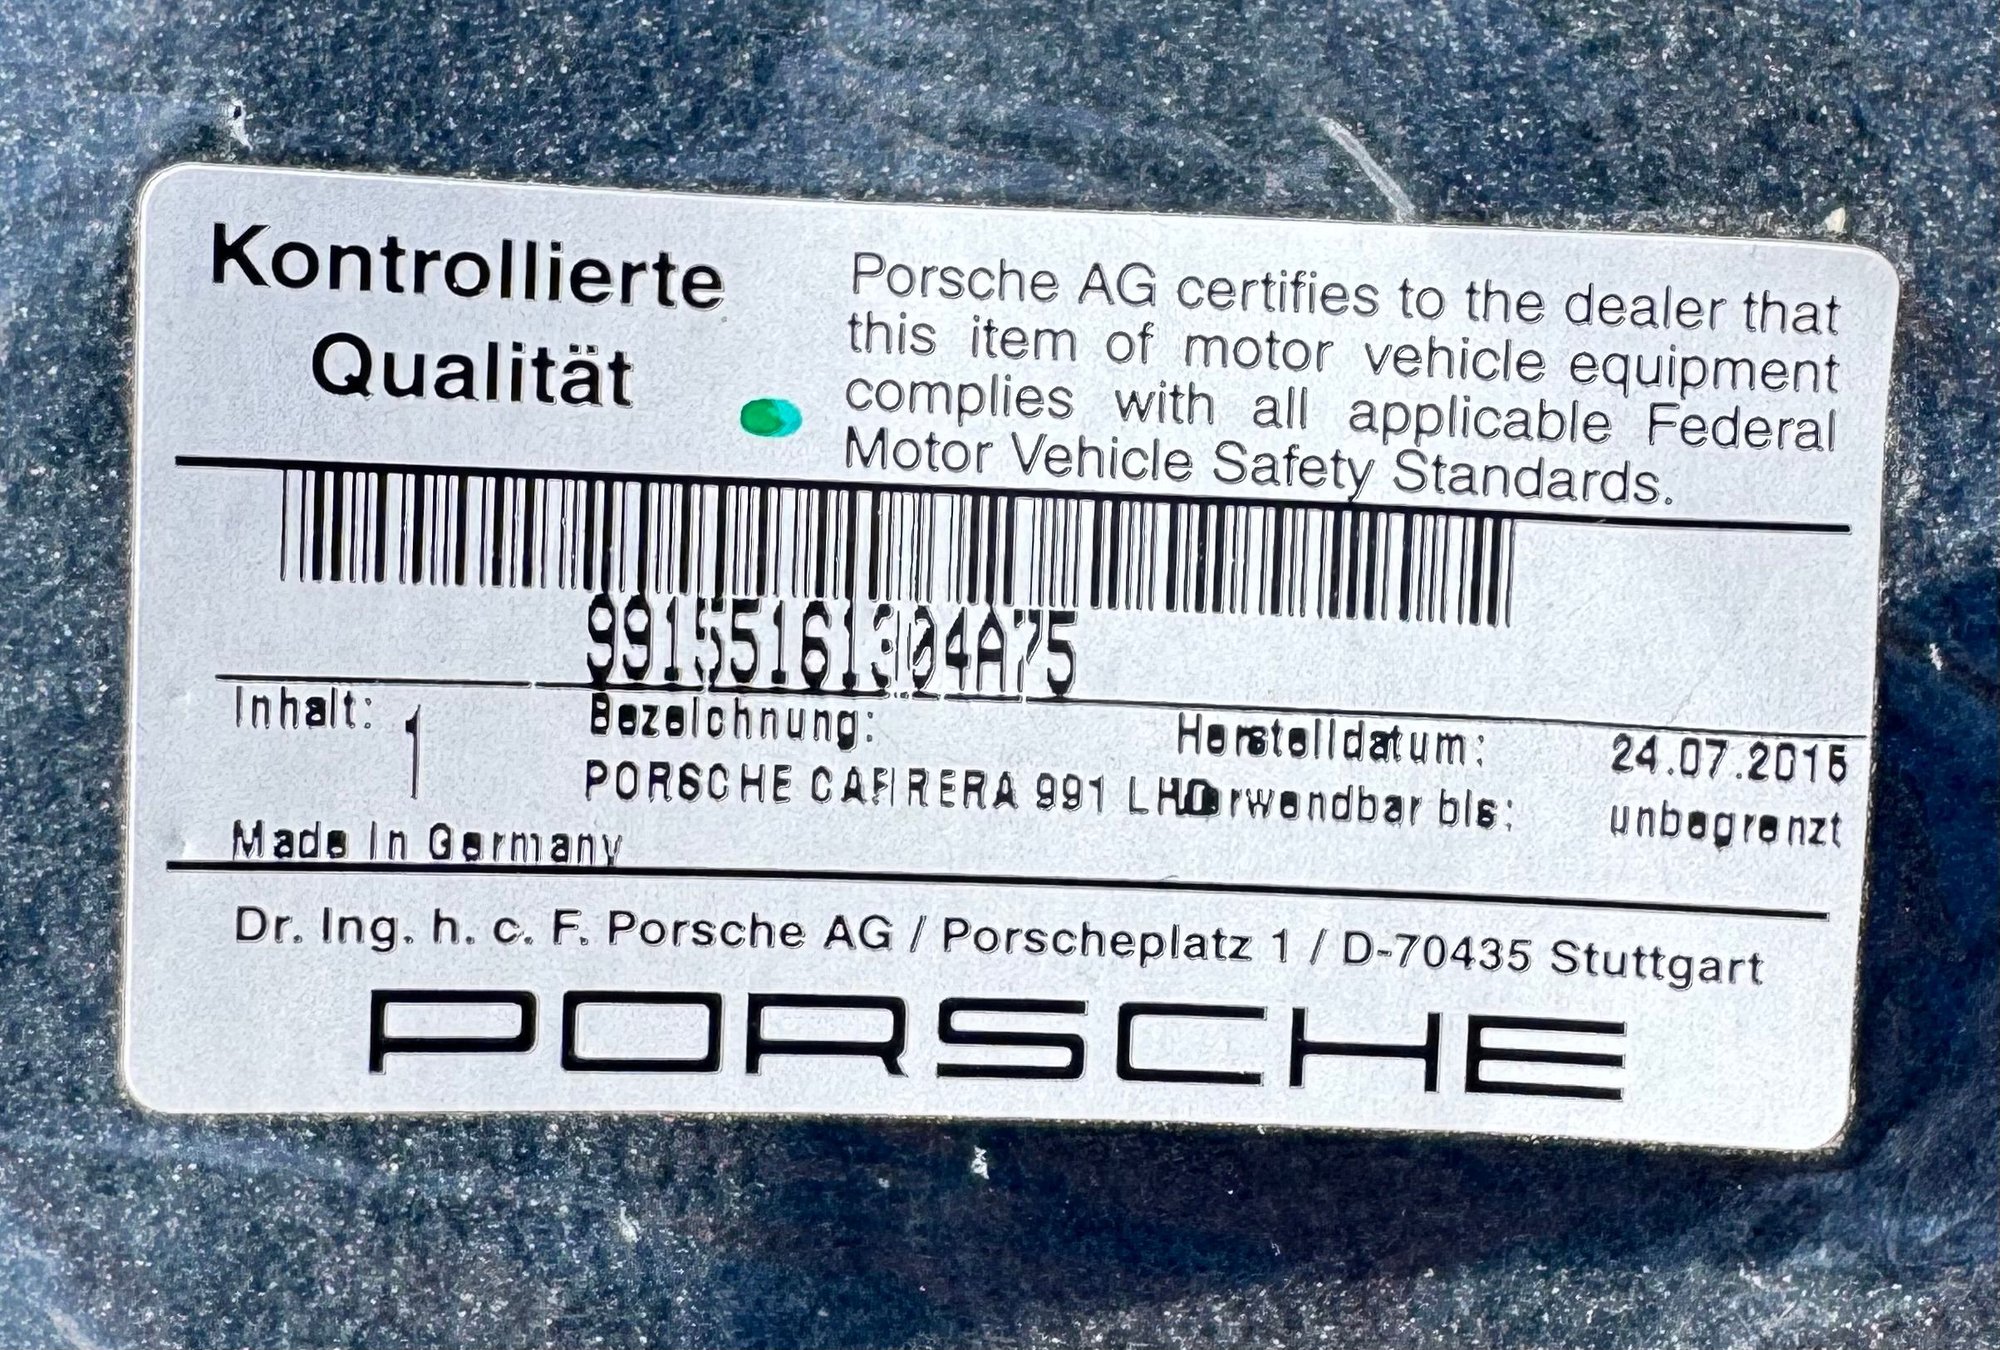 Kontrollierte
Qualität
Porsche AG certifies to the dealer that
this item of motor vehicle equipment
complies with all applicable Federal
Motor Vehicle Safety Standards.
99155161304A75
Inhalt: 1
Bezeichnung:
PORSCHE CARRERA 991 LHD
Herstelldatum: 24.07.2015
Verwendbar bis: unbegrenzt
Made In Germany
Dr. Ing. h. c. F. Porsche AG / Porscheplatz 1 / D-70435 Stuttgart
PORSCHE